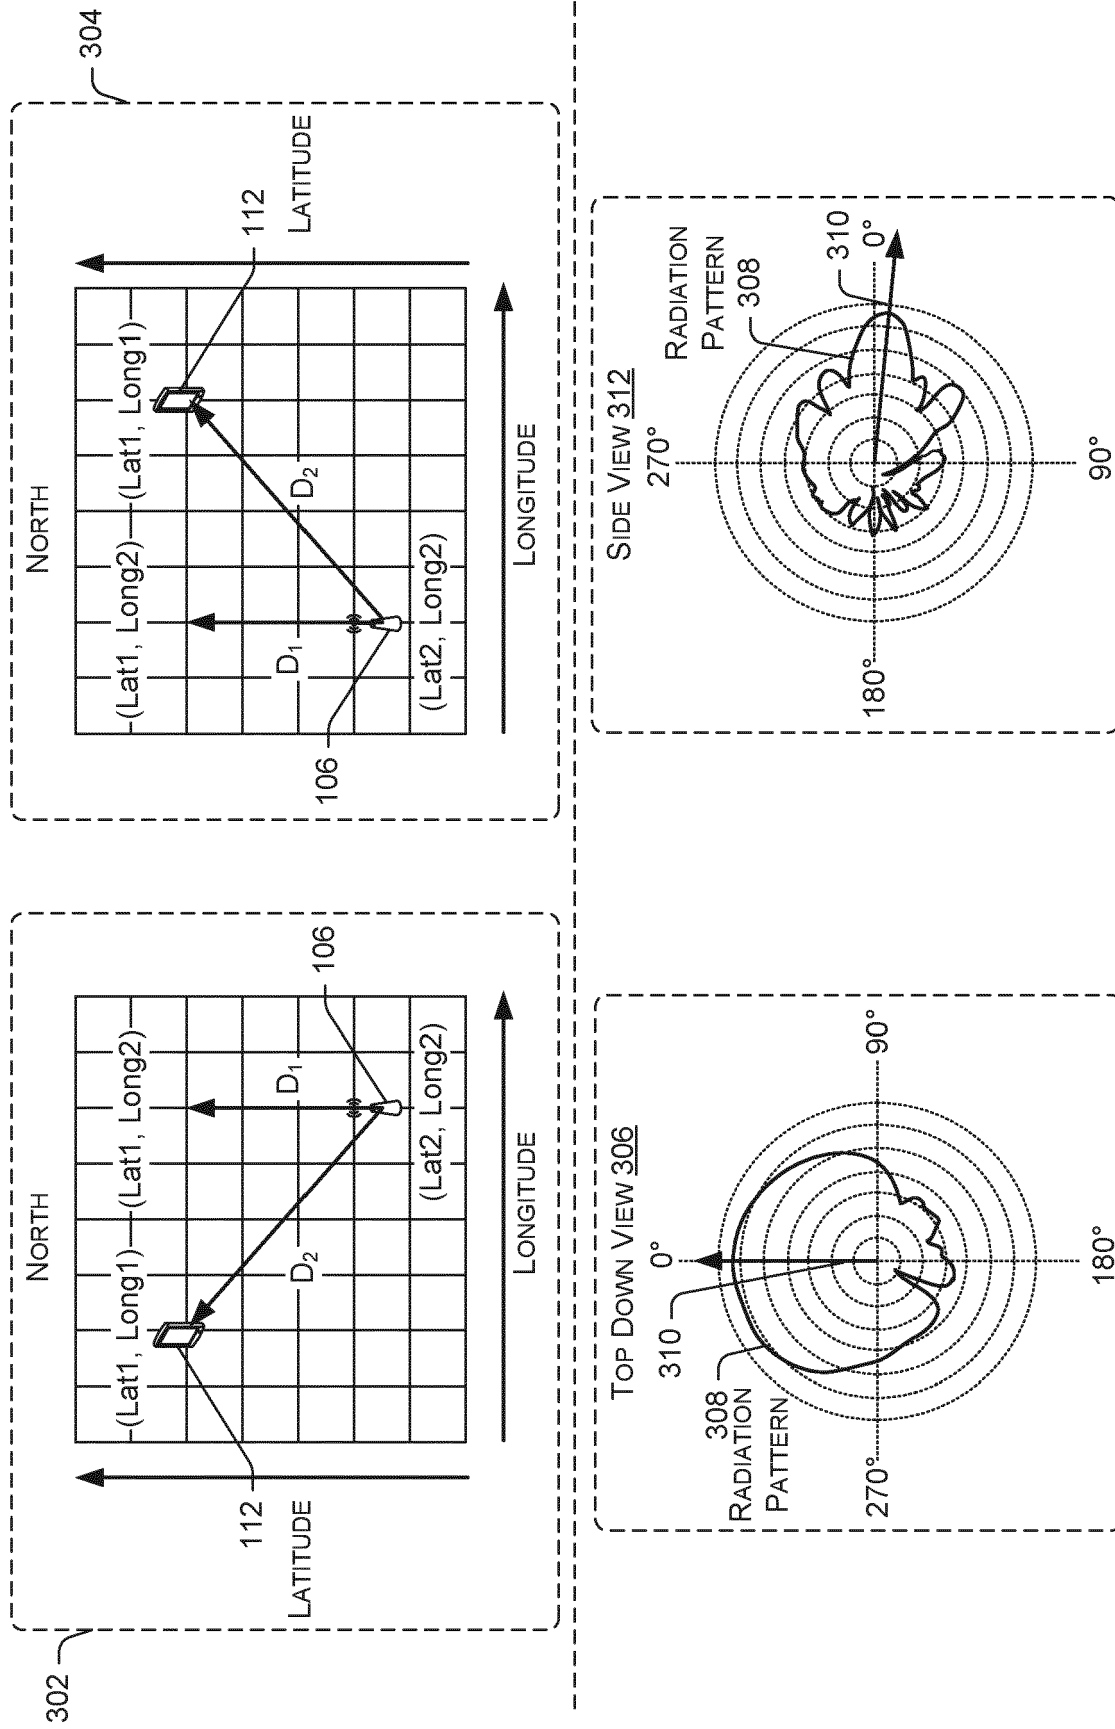 302
NORTH
(Lat1, Long1)
(Lat1, Long2)
112
D2
D1
106
LATITUDE
(Lat2, Long2)
LONGITUDE
304
NORTH
(Lat1, Long2)
(Lat1, Long1)
112
D1
D2
106
LATITUDE
(Lat2, Long2)
LONGITUDE
TOP DOWN VIEW 306
310
0°
308
RADIATION
PATTERN
270°
90°
180°
SIDE VIEW 312
270°
RADIATION
PATTERN
308
310
180°
0°
90°